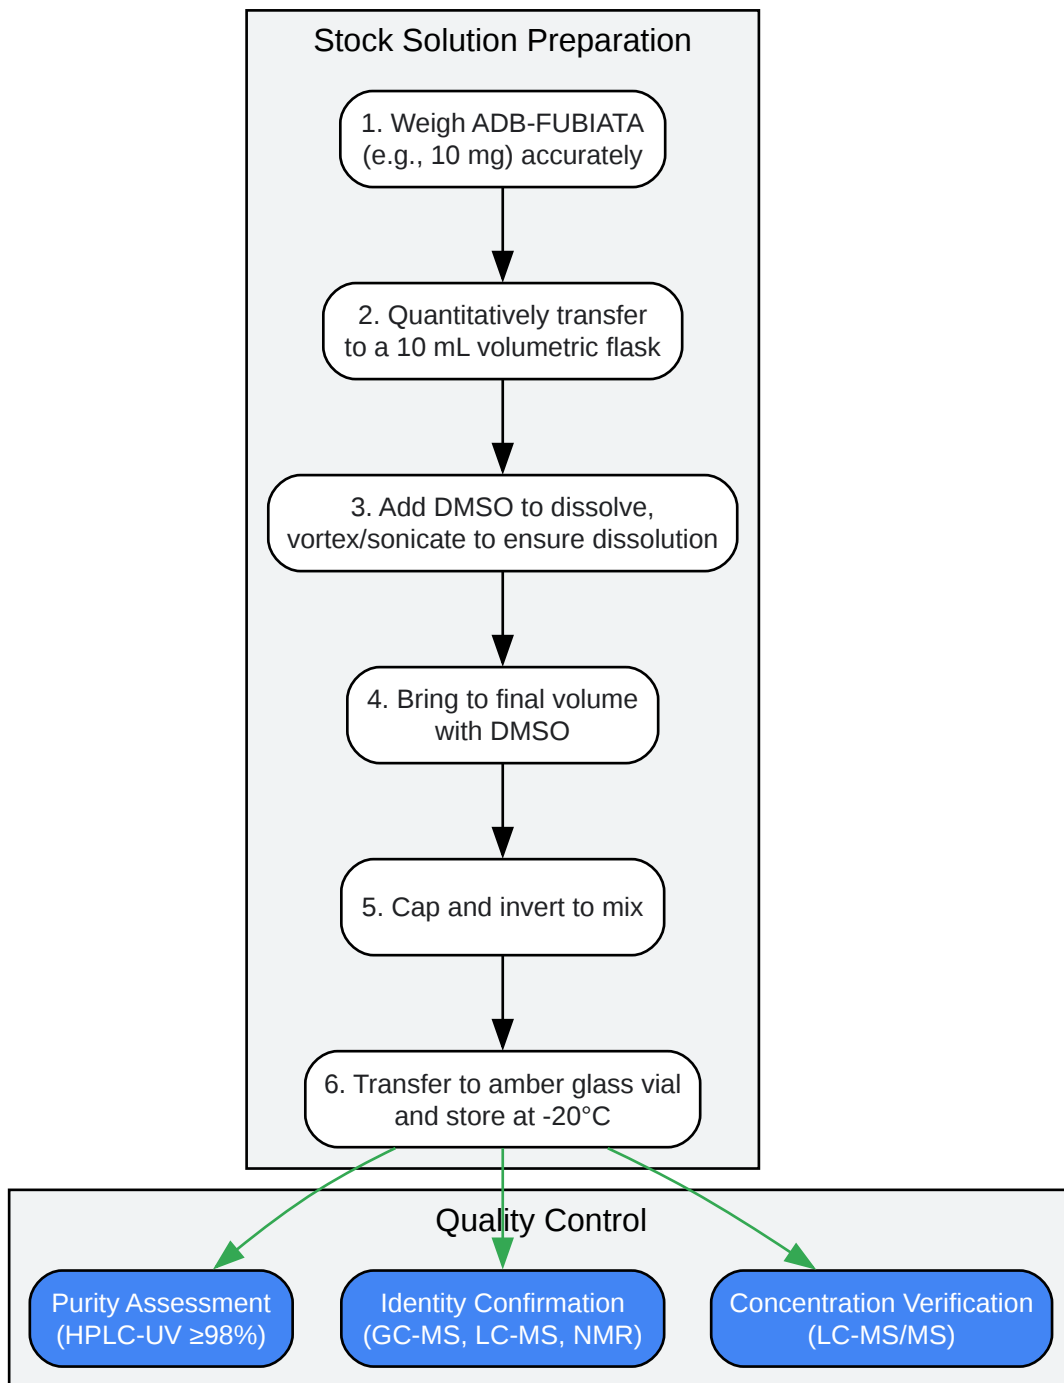 Stock Solution Preparation
1. Weigh ADB-FUBIATA
(e.g., 10 mg) accurately
2. Quantitatively transfer
to a 10 mL volumetric flask
3. Add DMSO to dissolve,
vortex/sonicate to ensure dissolution
4. Bring to final volume
with DMSO
5. Cap and invert to mix
6. Transfer to amber glass vial
and store at -20°C
Quality Control
Purity Assessment
(HPLC-UV ≥98%)
Identity Confirmation
(GC-MS, LC-MS, NMR)
Concentration Verification
(LC-MS/MS)